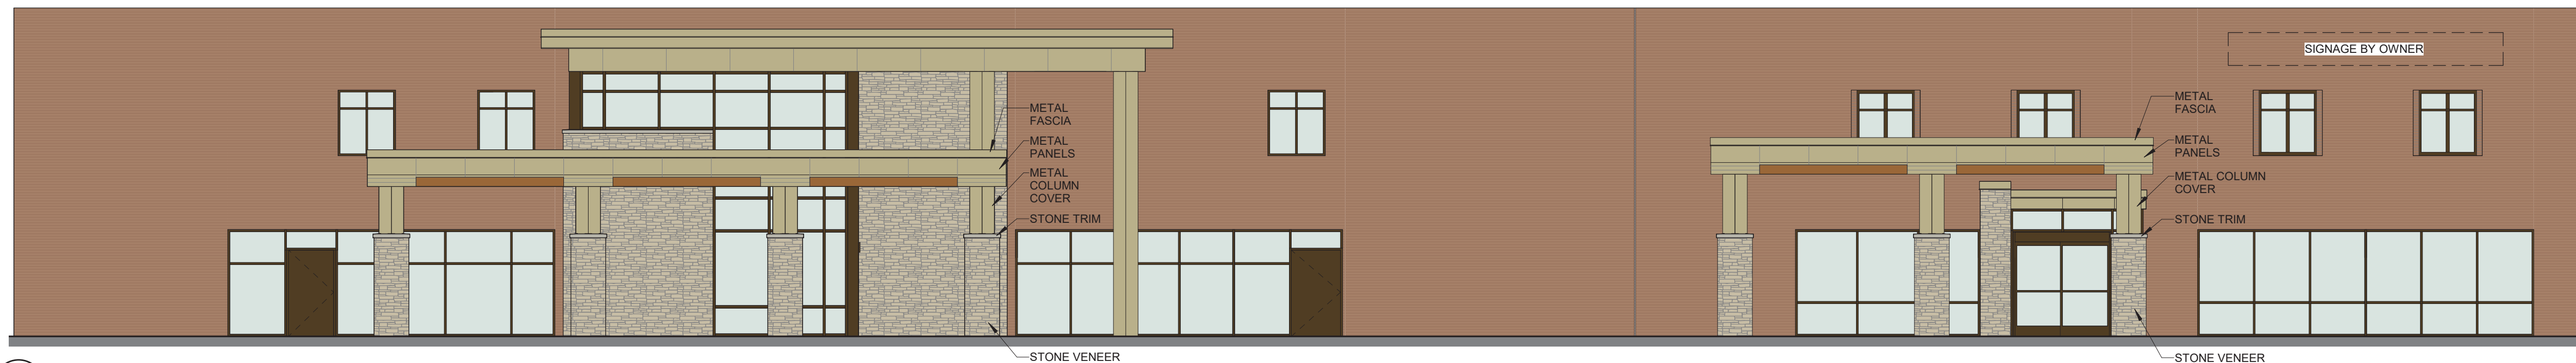 SIGNAGE BY OWNER
METAL
FASCIA
METAL
PANELS
METAL
COLUMN
COVER
STONE TRIM
STONE VENEER
METAL
FASCIA
METAL
PANELS
METAL COLUMN
COVER
STONE TRIM
STONE VENEER